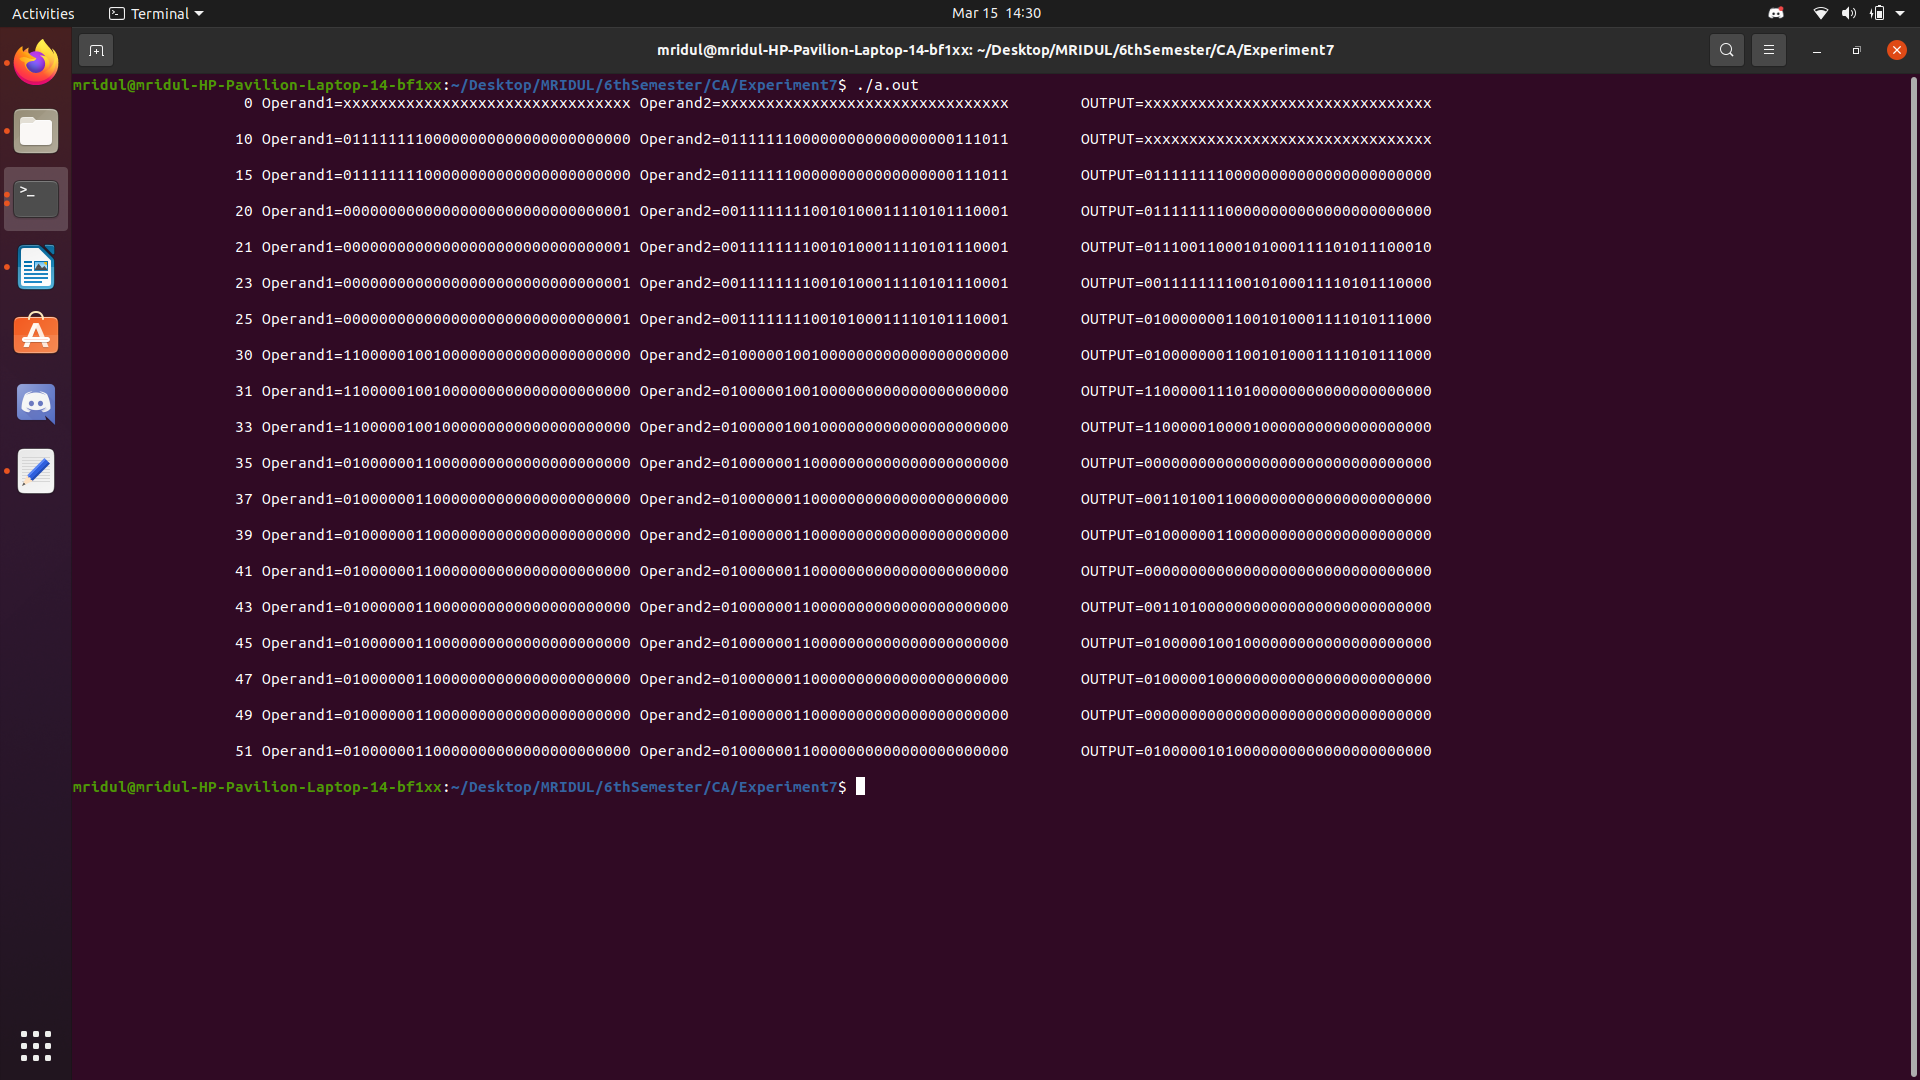 Activities Terminal Mar 15 14:30
mridul@mridul-HP-Pavilion-Laptop-14-bf1xx: ~/Desktop/MRIDUL/6thSemester/CA/Experiment7
mridul@mridul-HP-Pavilion-Laptop-14-bf1xx:~/Desktop/MRIDUL/6thSemester/CA/Experiment7$ ./a.out
0 Operand1=xxxxxxxxxxxxxxxxxxxxxxxxxxxxxxxx Operand2=xxxxxxxxxxxxxxxxxxxxxxxxxxxxxxxx OUTPUT=xxxxxxxxxxxxxxxxxxxxxxxxxxxxxxxx
10 Operand1=01111111100000000000000000000000 Operand2=01111111000000000000000000111011 OUTPUT=xxxxxxxxxxxxxxxxxxxxxxxxxxxxxxxx
15 Operand1=01111111100000000000000000000000 Operand2=01111111000000000000000000111011 OUTPUT=01111111100000000000000000000000
20 Operand1=00000000000000000000000000000001 Operand2=00111111110010100011110101110001 OUTPUT=01111111100000000000000000000000
21 Operand1=00000000000000000000000000000001 Operand2=00111111110010100011110101110001 OUTPUT=01110011000101000111101011100010
23 Operand1=00000000000000000000000000000001 Operand2=00111111110010100011110101110001 OUTPUT=00111111110010100011110101110000
25 Operand1=00000000000000000000000000000001 Operand2=00111111110010100011110101110001 OUTPUT=01000000011001010001111010111000
30 Operand1=11000001001000000000000000000000 Operand2=01000001001000000000000000000000 OUTPUT=01000000011001010001111010111000
31 Operand1=11000001001000000000000000000000 Operand2=01000001001000000000000000000000 OUTPUT=11000001110100000000000000000000
33 Operand1=11000001001000000000000000000000 Operand2=01000001001000000000000000000000 OUTPUT=11000001000010000000000000000000
35 Operand1=01000000110000000000000000000000 Operand2=01000000110000000000000000000000 OUTPUT=00000000000000000000000000000000
37 Operand1=01000000110000000000000000000000 Operand2=01000000110000000000000000000000 OUTPUT=00110100110000000000000000000000
39 Operand1=01000000110000000000000000000000 Operand2=01000000110000000000000000000000 OUTPUT=01000000110000000000000000000000
41 Operand1=01000000110000000000000000000000 Operand2=01000000110000000000000000000000 OUTPUT=00000000000000000000000000000000
43 Operand1=01000000110000000000000000000000 Operand2=01000000110000000000000000000000 OUTPUT=00110100000000000000000000000000
45 Operand1=01000000110000000000000000000000 Operand2=01000000110000000000000000000000 OUTPUT=01000001001000000000000000000000
47 Operand1=01000000110000000000000000000000 Operand2=01000000110000000000000000000000 OUTPUT=01000001000000000000000000000000
49 Operand1=01000000110000000000000000000000 Operand2=01000000110000000000000000000000 OUTPUT=00000000000000000000000000000000
51 Operand1=01000000110000000000000000000000 Operand2=01000000110000000000000000000000 OUTPUT=01000001010000000000000000000000
mridul@mridul-HP-Pavilion-Laptop-14-bf1xx:~/Desktop/MRIDUL/6thSemester/CA/Experiment7$